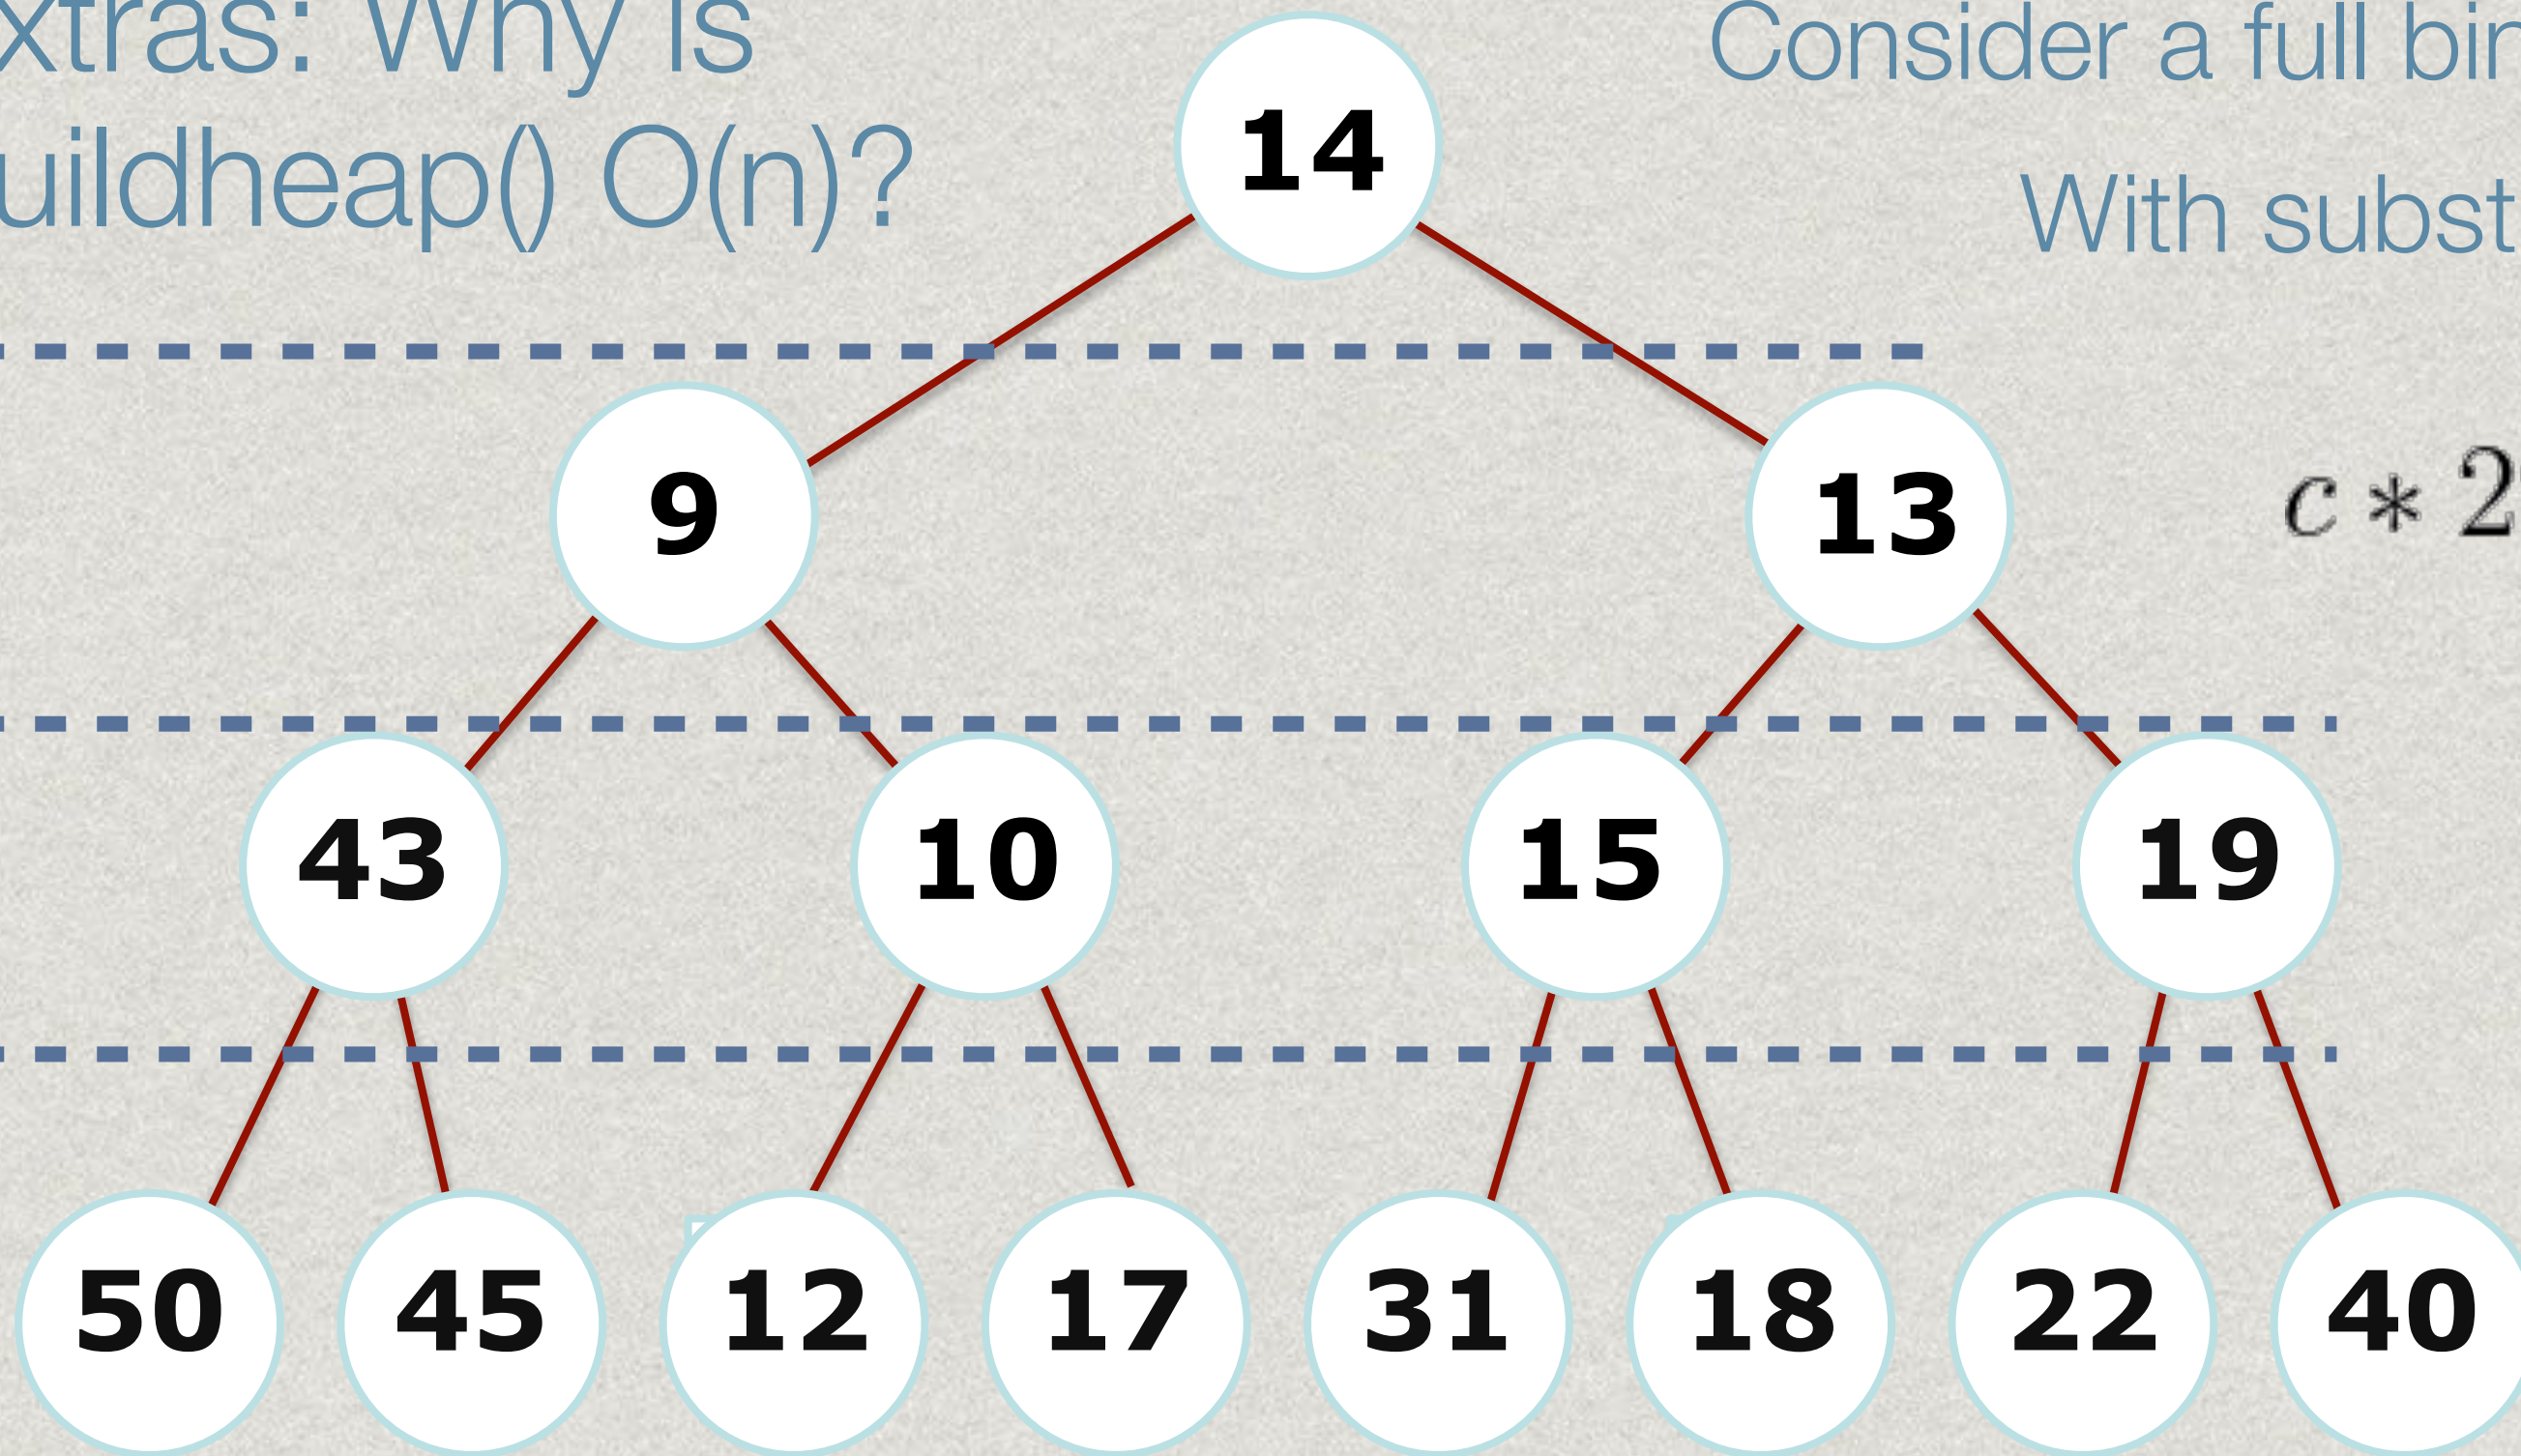 xtras: Why is
uildheap() O(n)?
Consider a full bin
With subst
14
9 13
c * 2
43 10 15 19
50 45 12 17 31 18 22 40